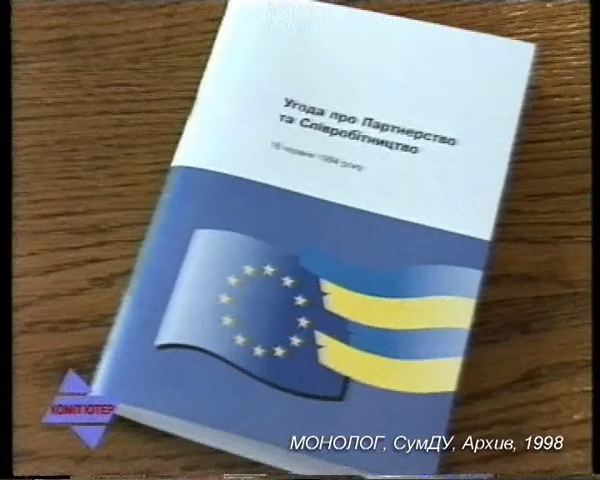 Угода про Партнерство
та Співробітництво
16 червня 1994 року
КОМП'ЮТЕР
МОНОЛОГ, СумДУ, Архив, 1998